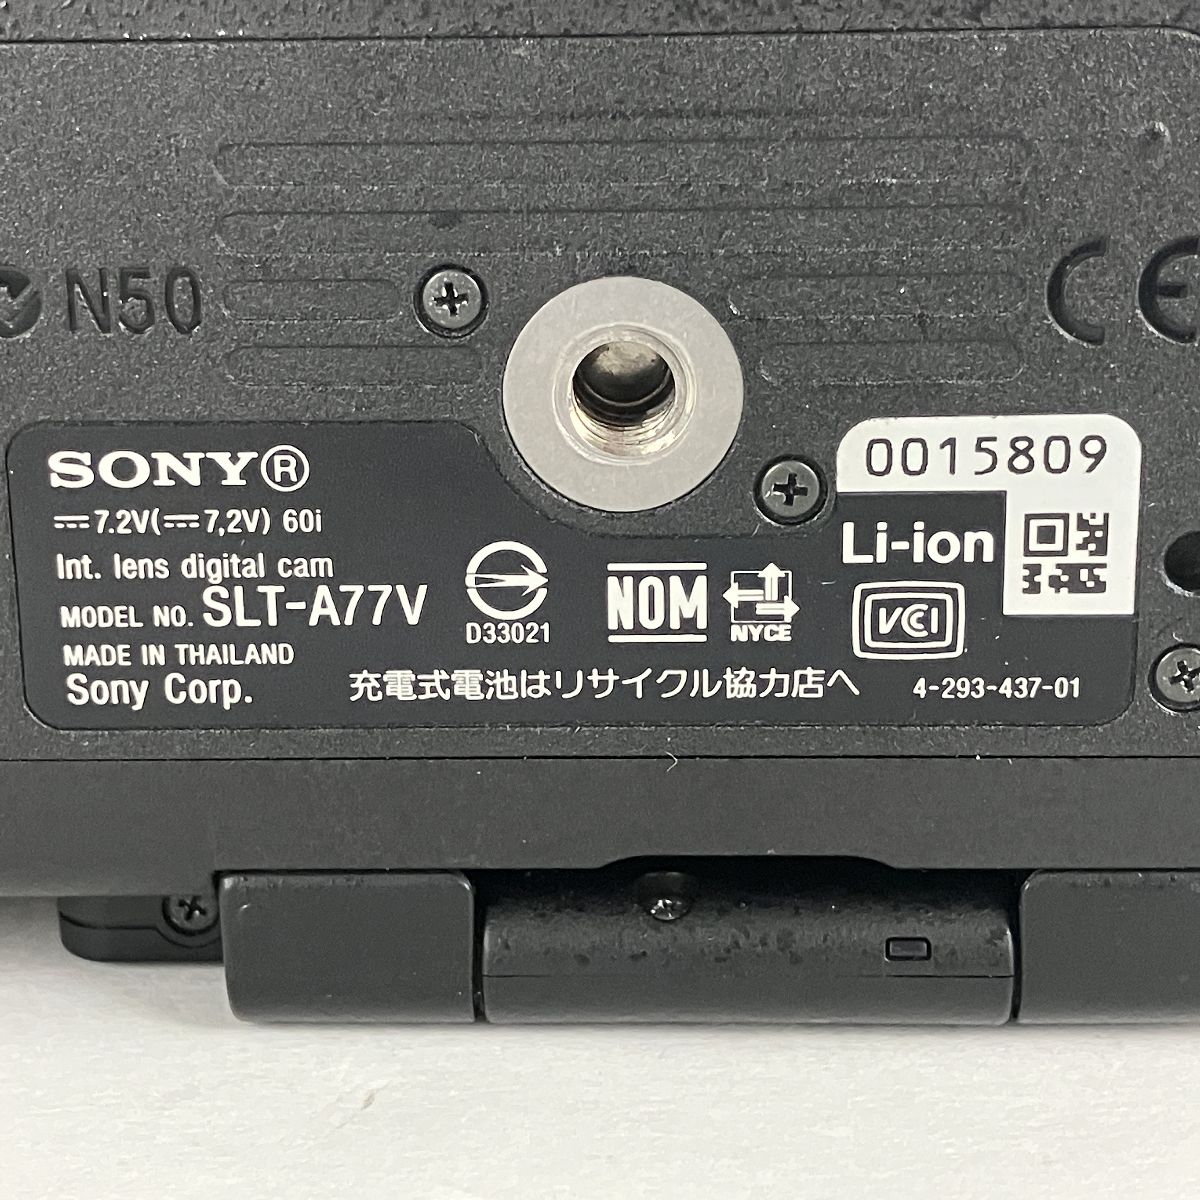 N50
CE
SONY®
⎓7.2V(⎓7,2V) 60i
Int. lens digital cam
MODEL NO. SLT-A77V
MADE IN THAILAND
Sony Corp.
D33021
NOM
NYCE
0015809
Li-ion
VCCI
充電式電池はリサイクル協力店へ
4-293-437-01